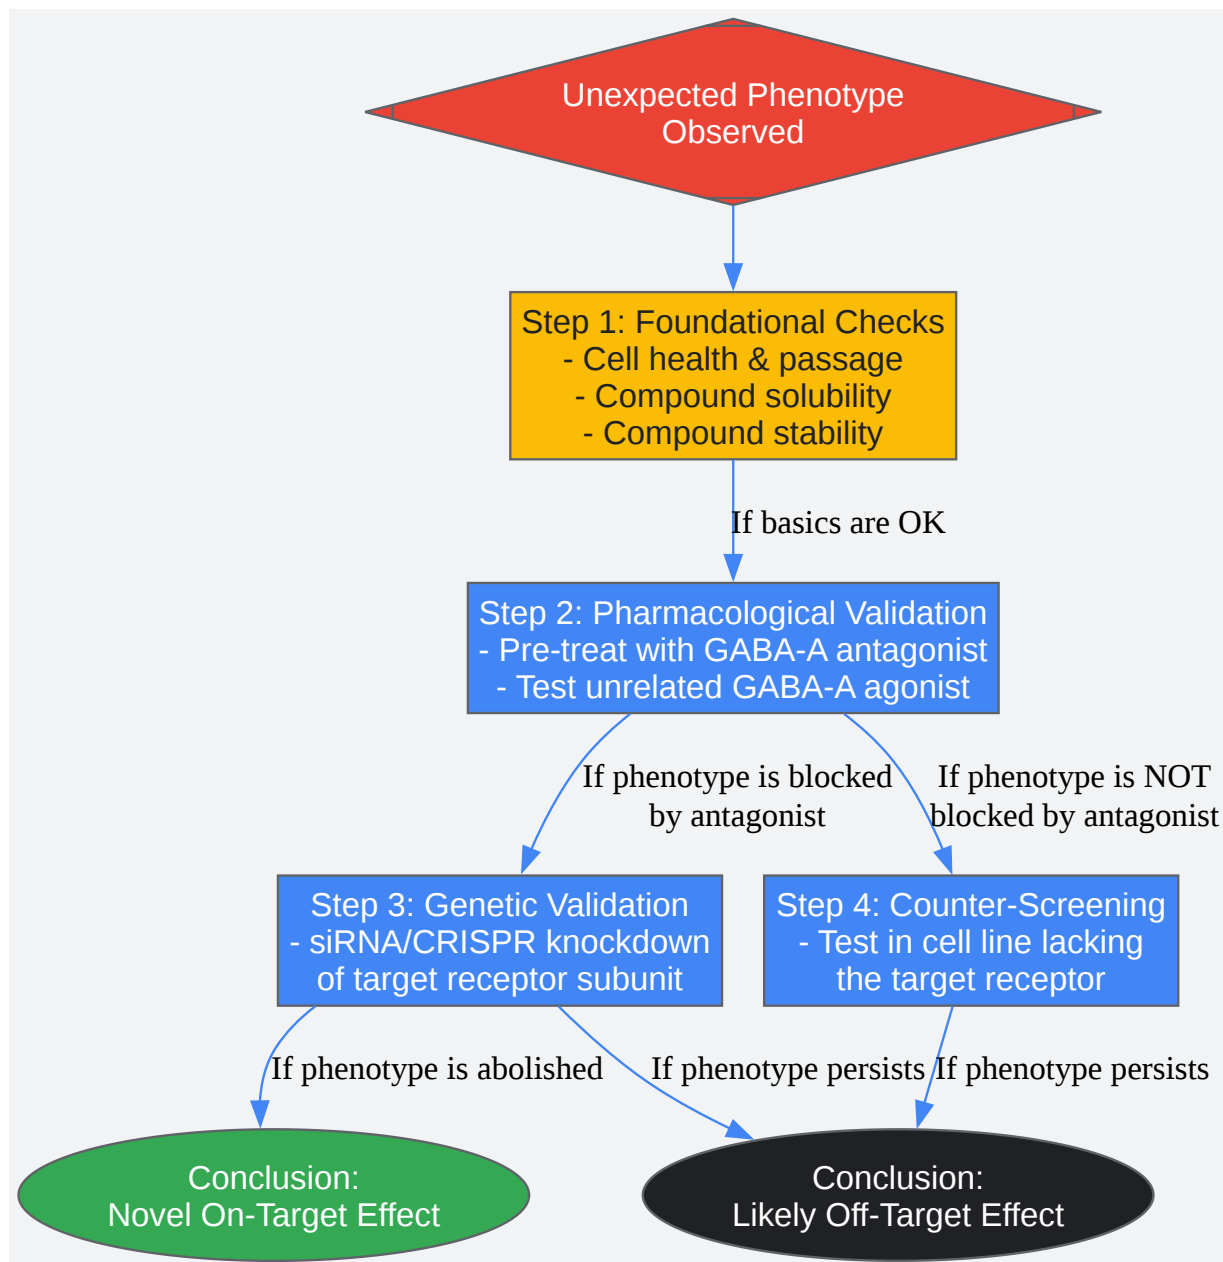 Unexpected Phenotype
Observed
Step 1: Foundational Checks
- Cell health & passage
- Compound solubility
- Compound stability
If basics are OK
Step 2: Pharmacological Validation
- Pre-treat with GABA-A antagonist
- Test unrelated GABA-A agonist
If phenotype is blocked
by antagonist
If phenotype is NOT
blocked by antagonist
Step 3: Genetic Validation
- siRNA/CRISPR knockdown
of target receptor subunit
Step 4: Counter-Screening
- Test in cell line lacking
the target receptor
If phenotype is abolished
If phenotype persists
If phenotype persists
Conclusion:
Novel On-Target Effect
Conclusion:
Likely Off-Target Effect